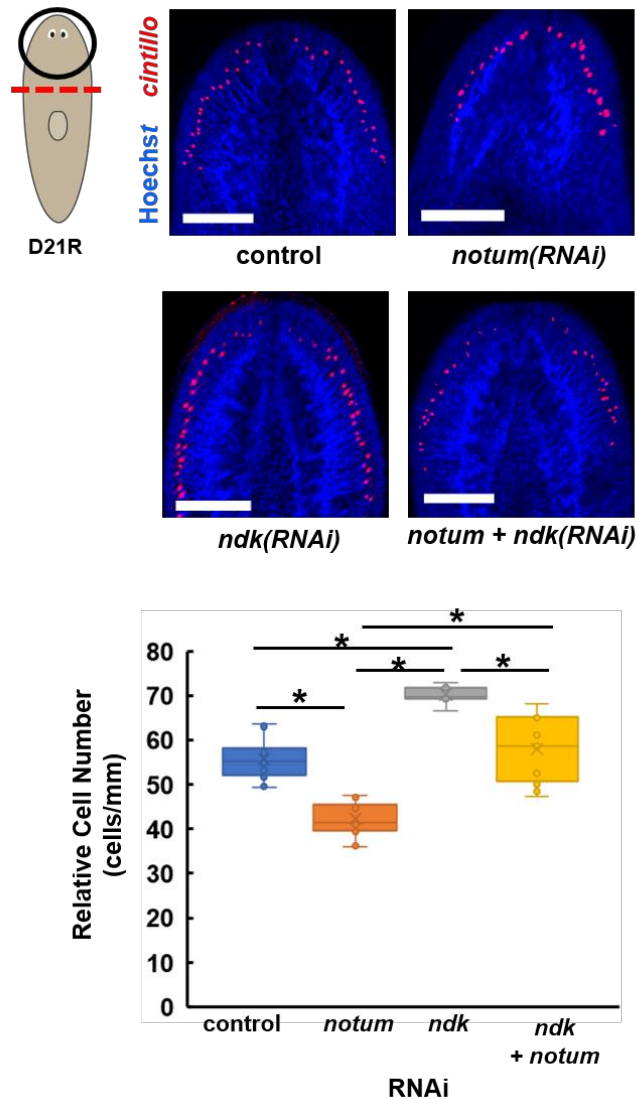 D21R
Hoechst cintillo
control
notum(RNAi)
ndk(RNAi)
notum + ndk(RNAi)
Relative Cell Number
(cells/mm)
80
70
60
50
40
30
20
10
0
*
*
*
*
*
control
notum
ndk
ndk
+ notum
RNAi